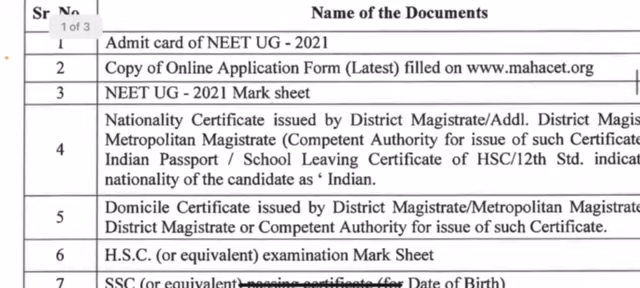 Sr. No Name of the Documents
1 of 3
1 Admit card of NEET UG - 2021
2 Copy of Online Application Form (Latest) filled on www.mahacet.org
3 NEET UG - 2021 Mark sheet
Nationality Certificate issued by District Magistrate/Addl. District Magis
Metropolitan Magistrate (Competent Authority for issue of such Certificate
4 Indian Passport / School Leaving Certificate of HSC/12th Std. indicat
nationality of the candidate as ‘ Indian.
5 Domicile Certificate issued by District Magistrate/Metropolitan Magistrate
District Magistrate or Competent Authority for issue of such Certificate.
6 H.S.C. (or equivalent) examination Mark Sheet
7 SSC (or equivalent) passing certificate (for Date of Birth)